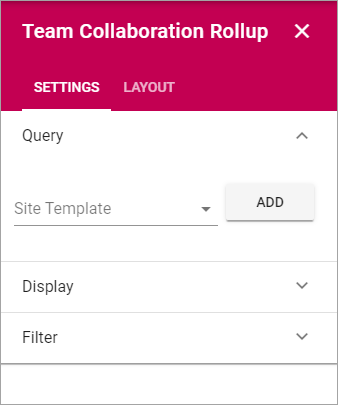 Team Collaboration Rollup
SETTINGS LAYOUT
Query
Site Template ADD
Display
Filter